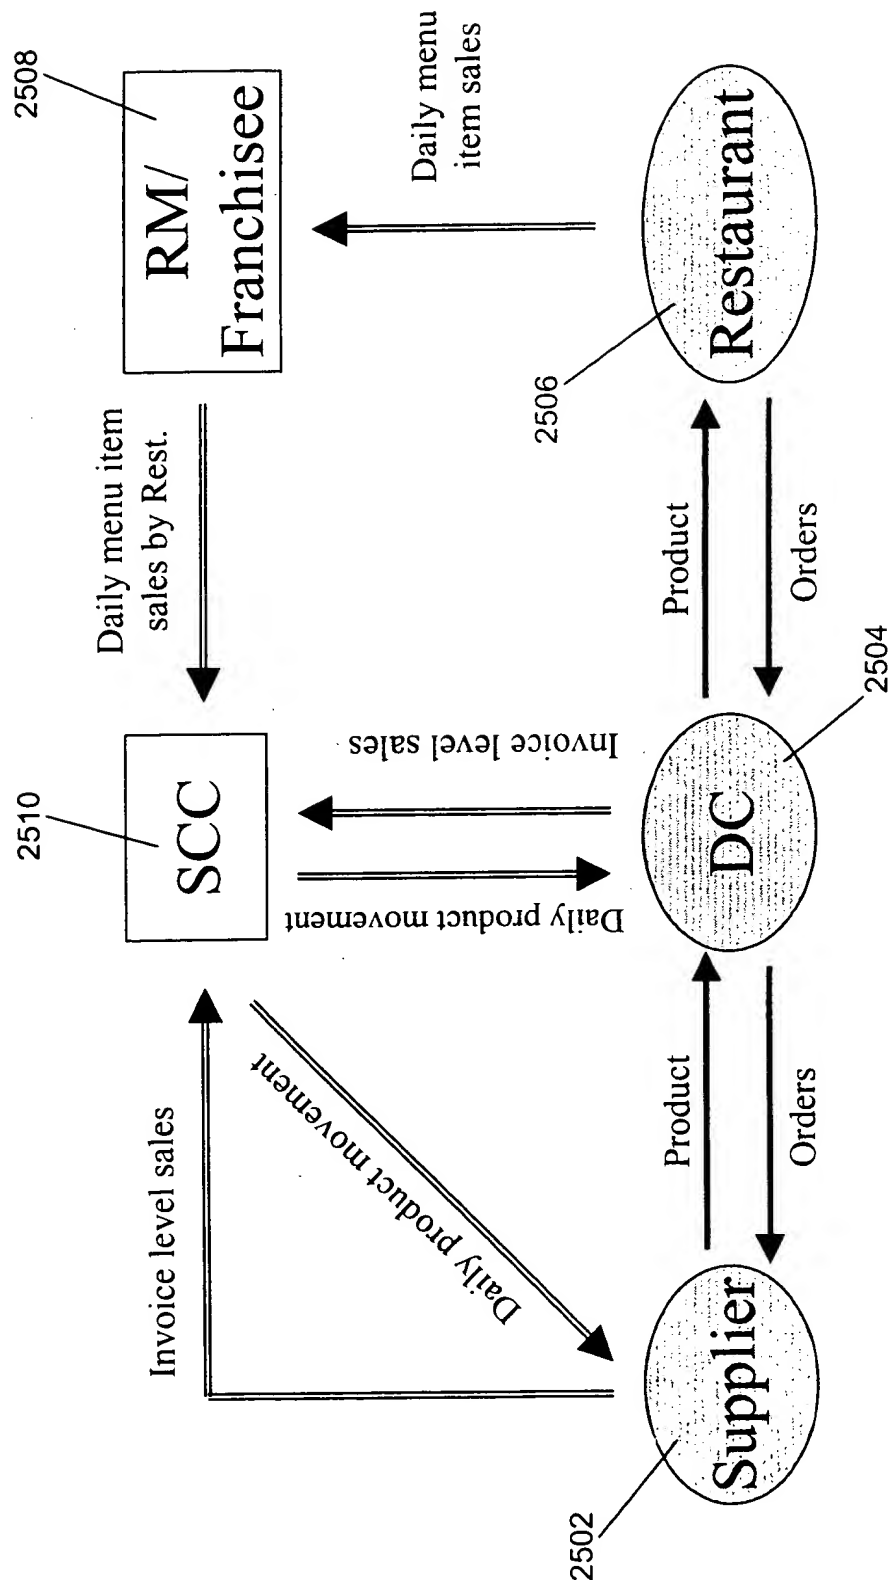 2510
2508
SCC
RM/
Franchisee
Invoice level sales
Daily menu item
sales by Rest.
Daily product movement
Daily product movement
Invoice level sales
Daily menu
item sales
2502
2506
Supplier
Product
Orders
DC
Product
Orders
Restaurant
2504